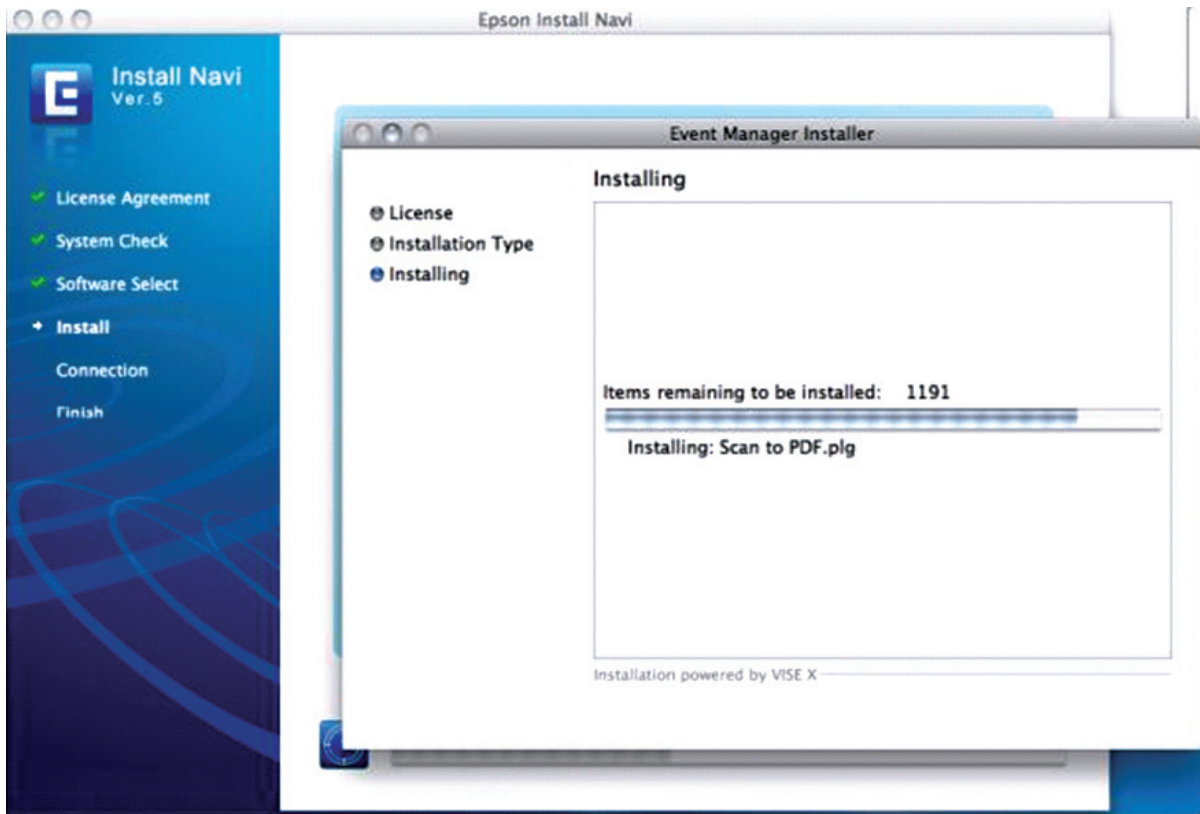 Epson Install Navi
Install Navi
Ver.5
License Agreement
System Check
Software Select
Install
Connection
Finish
Event Manager Installer
Installing
License
Installation Type
Installing
Items remaining to be installed: 1191
Installing: Scan to PDF.plg
Installation powered by VISE X